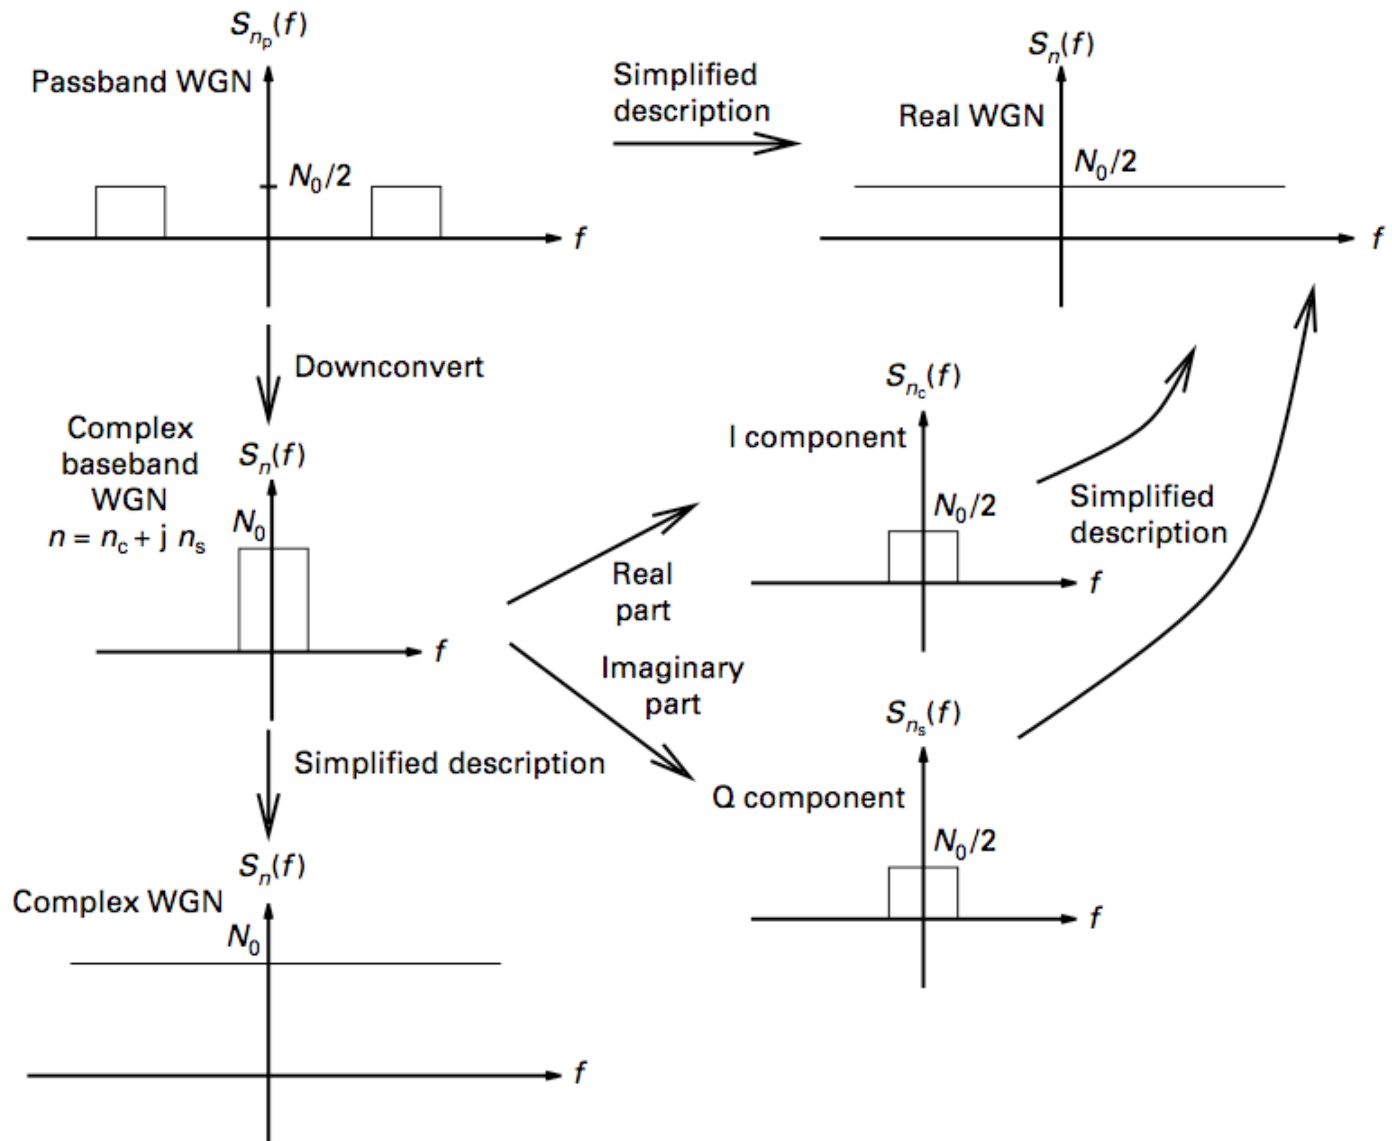 S_{n_p}(f)
Passband WGN
N_0/2
f
Simplified
description
S_n(f)
Real WGN
N_0/2
f
Downconvert
Complex
baseband
WGN
n = n_c + j n_s
S_n(f)
N_0
f
Real
part
Imaginary
part
S_{n_c}(f)
I component
N_0/2
f
Simplified
description
S_{n_s}(f)
Q component
N_0/2
f
Simplified description
S_n(f)
Complex WGN
N_0
f